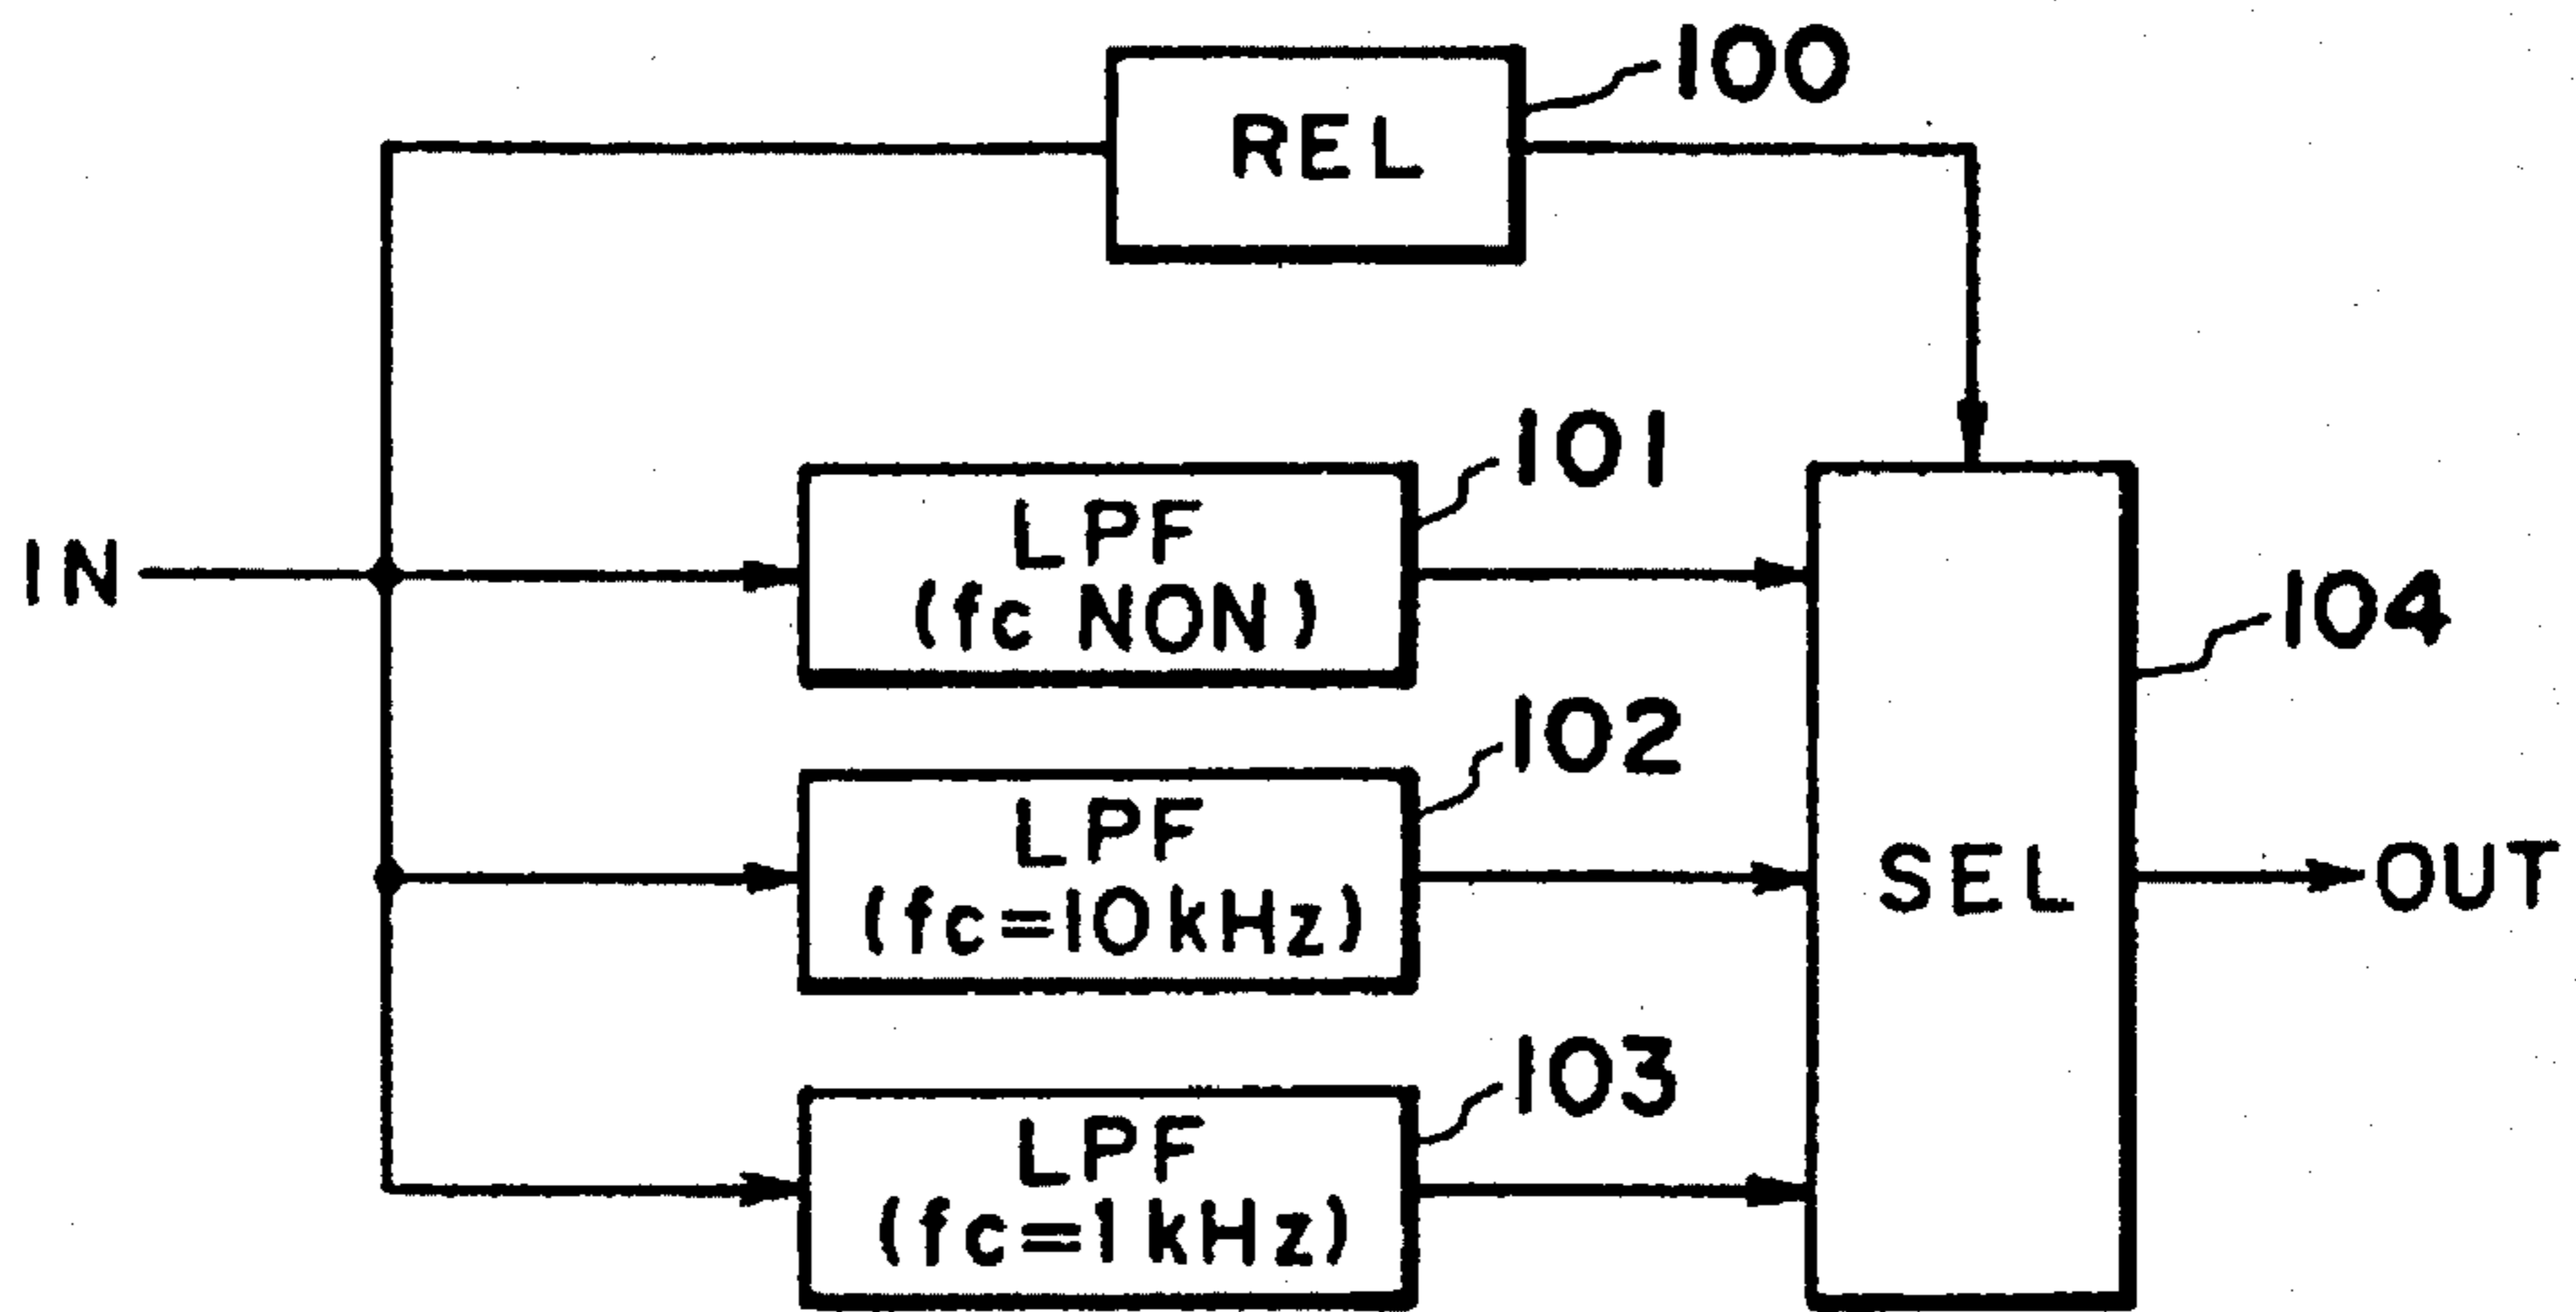 100
REL
101
LPF
(fc NON)
IN
104
102
LPF
(fc=10kHz)
SEL
OUT
103
LPF
(fc=1kHz)